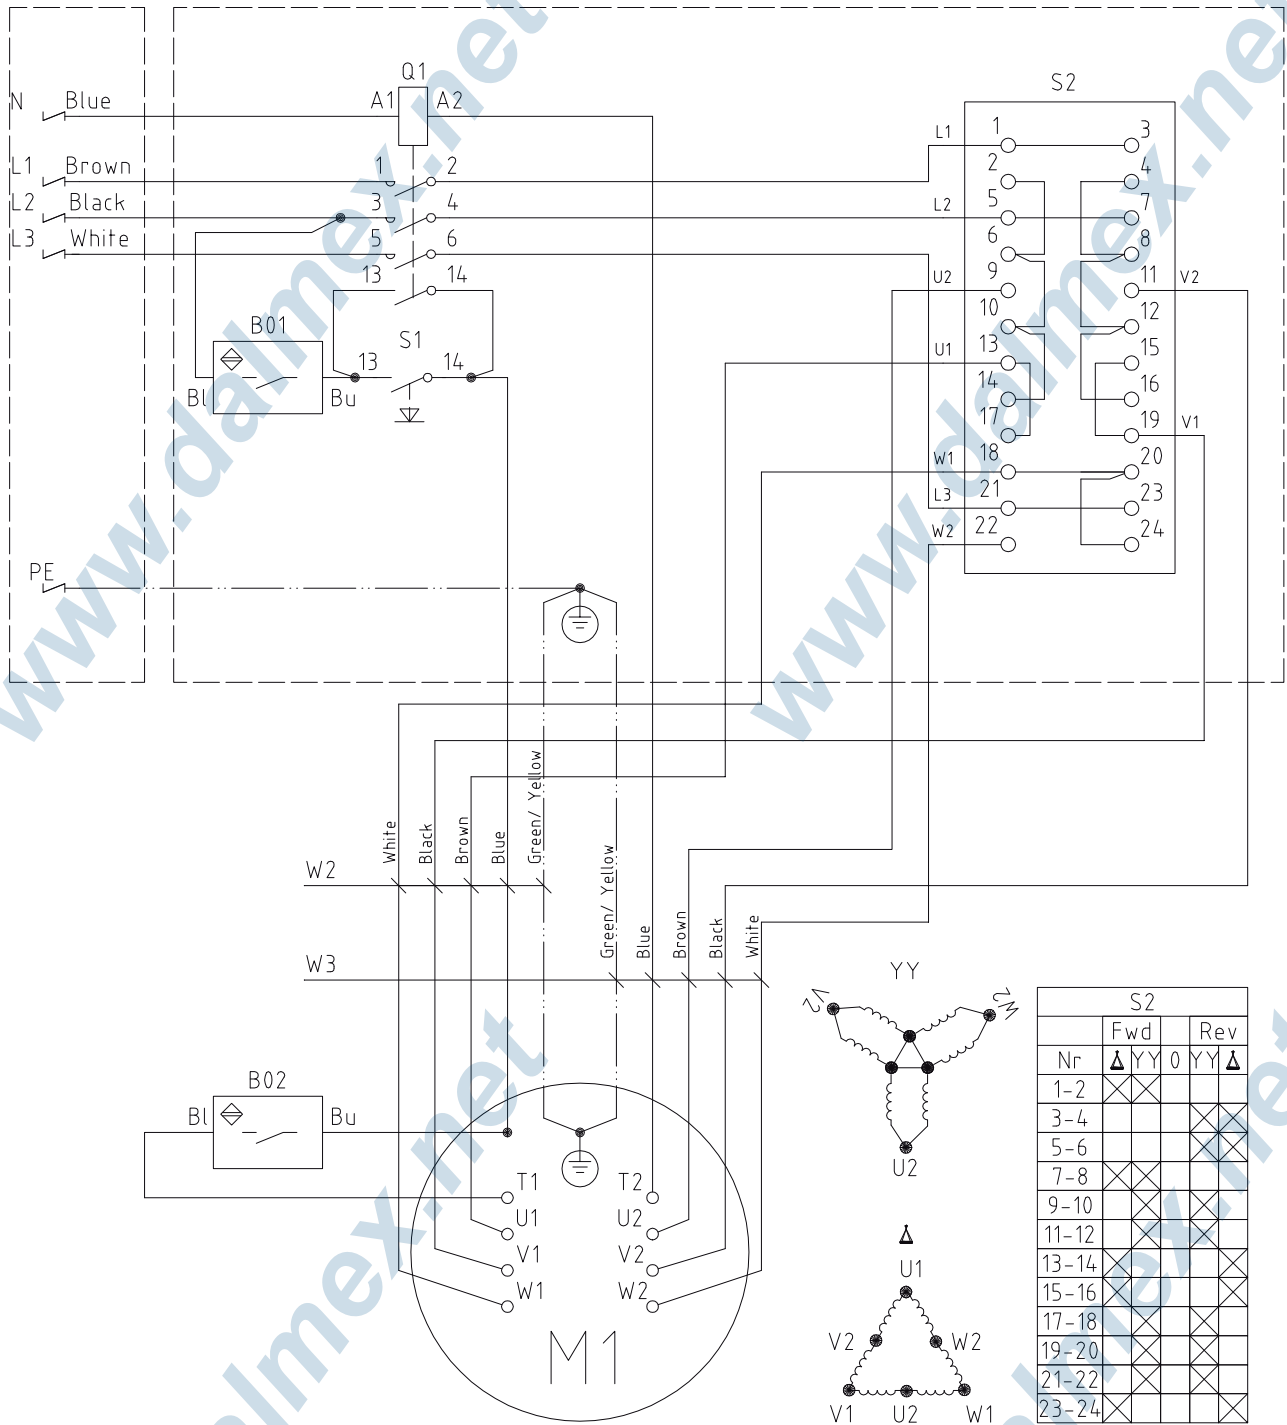 Q1
S2
N Blue A1 A2
L1 Brown 1 2
L2 Black 3 4
L3 White 5 6
13 14
B01
S1
13 14
Bl Bu
L1 1 3
2 4
L2 5 7
6 8
U2 9 11 V2
10 12
U1 13 15
14 16
17 19 V1
W1 18 20
L3 21 23
W2 22 24
PE
W2 White Black Brown Blue Green/ Yellow
W3 Green/ Yellow Blue Brown Black White
B02
Bl Bu
T1 T2
U1 U2
V1 V2
W1 W2
M1
YY
V2 W2
U2
U1
V2 W2
V1 U2 W1
S2
Fwd Rev
Nr Δ YY 0 YY Δ
1-2
3-4
5-6
7-8
9-10
11-12
13-14
15-16
17-18
19-20
21-22
23-24
www.dalmex.net
www.dalmex.net
almex.net
almex.net